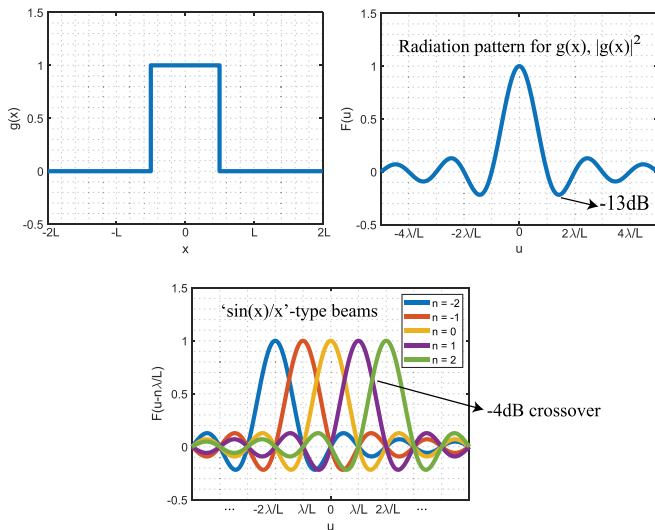 1.5
1
0.5
0
-0.5
g(x)
-2L -L 0 L 2L
x
1.5
1
0.5
0
-0.5
F(u)
Radiation pattern for g(x), |g(x)|²
-13dB
-4λ/L -2λ/L 0 2λ/L 4λ/L
u
1.5
1
0.5
0
-0.5
F(u-nλ/L)
‘sin(x)/x’-type beams
n = -2
n = -1
n = 0
n = 1
n = 2
-4dB crossover
... -2λ/L λ/L 0 λ/L 2λ/L ...
u